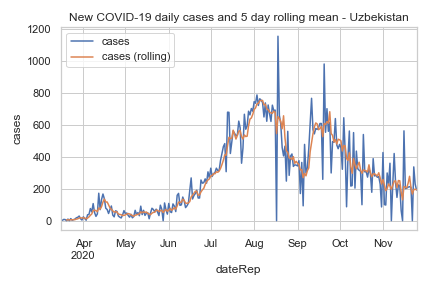 New COVID-19 daily cases and 5 day rolling mean - Uzbekistan
cases
cases (rolling)
1200
1000
800
600
400
200
0
cases
Apr May Jun Jul Aug Sep Oct Nov
2020
dateRep